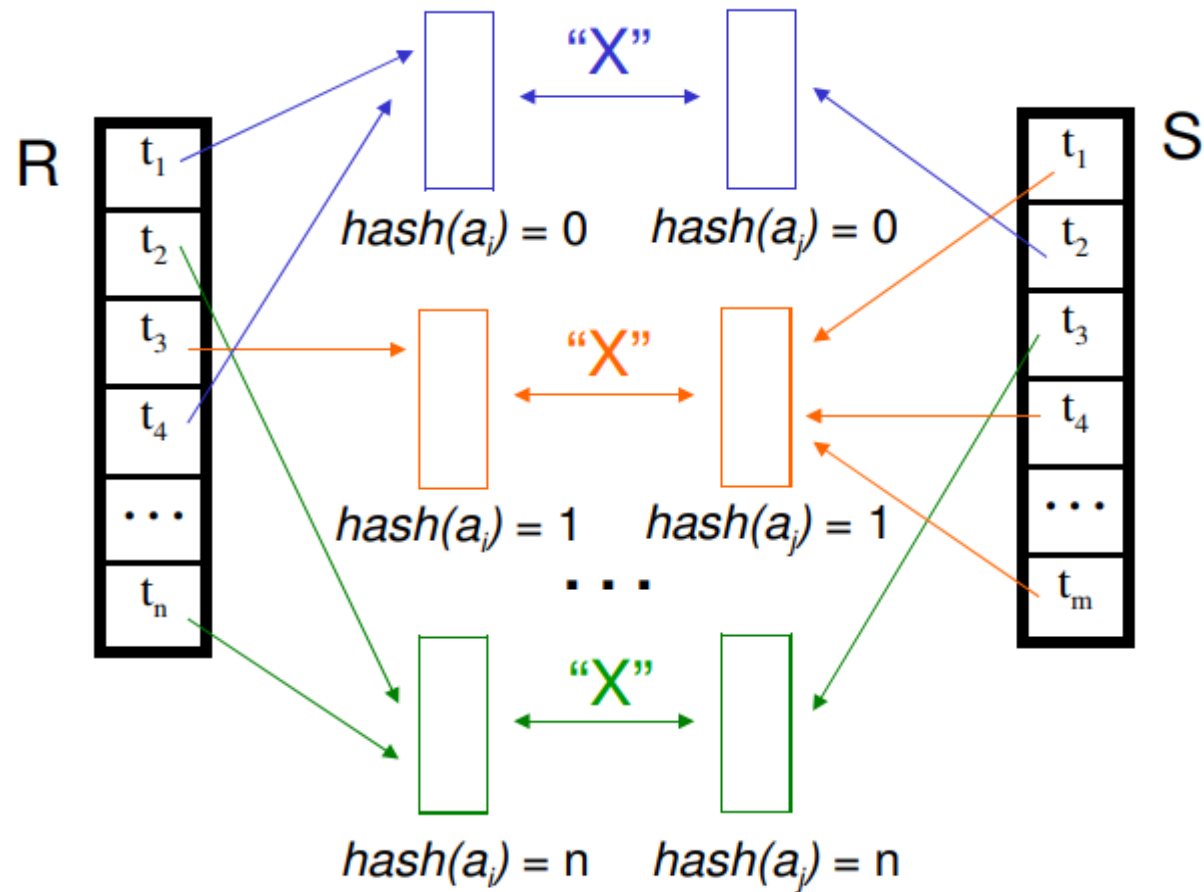 “X”
R
S
t₁
t₂
t₃
t₄
...
tₙ
t₁
t₂
t₃
t₄
...
tₘ
hash(aᵢ) = 0 hash(aⱼ) = 0
“X”
hash(aᵢ) = 1 hash(aⱼ) = 1
...
“X”
hash(aᵢ) = n hash(aⱼ) = n